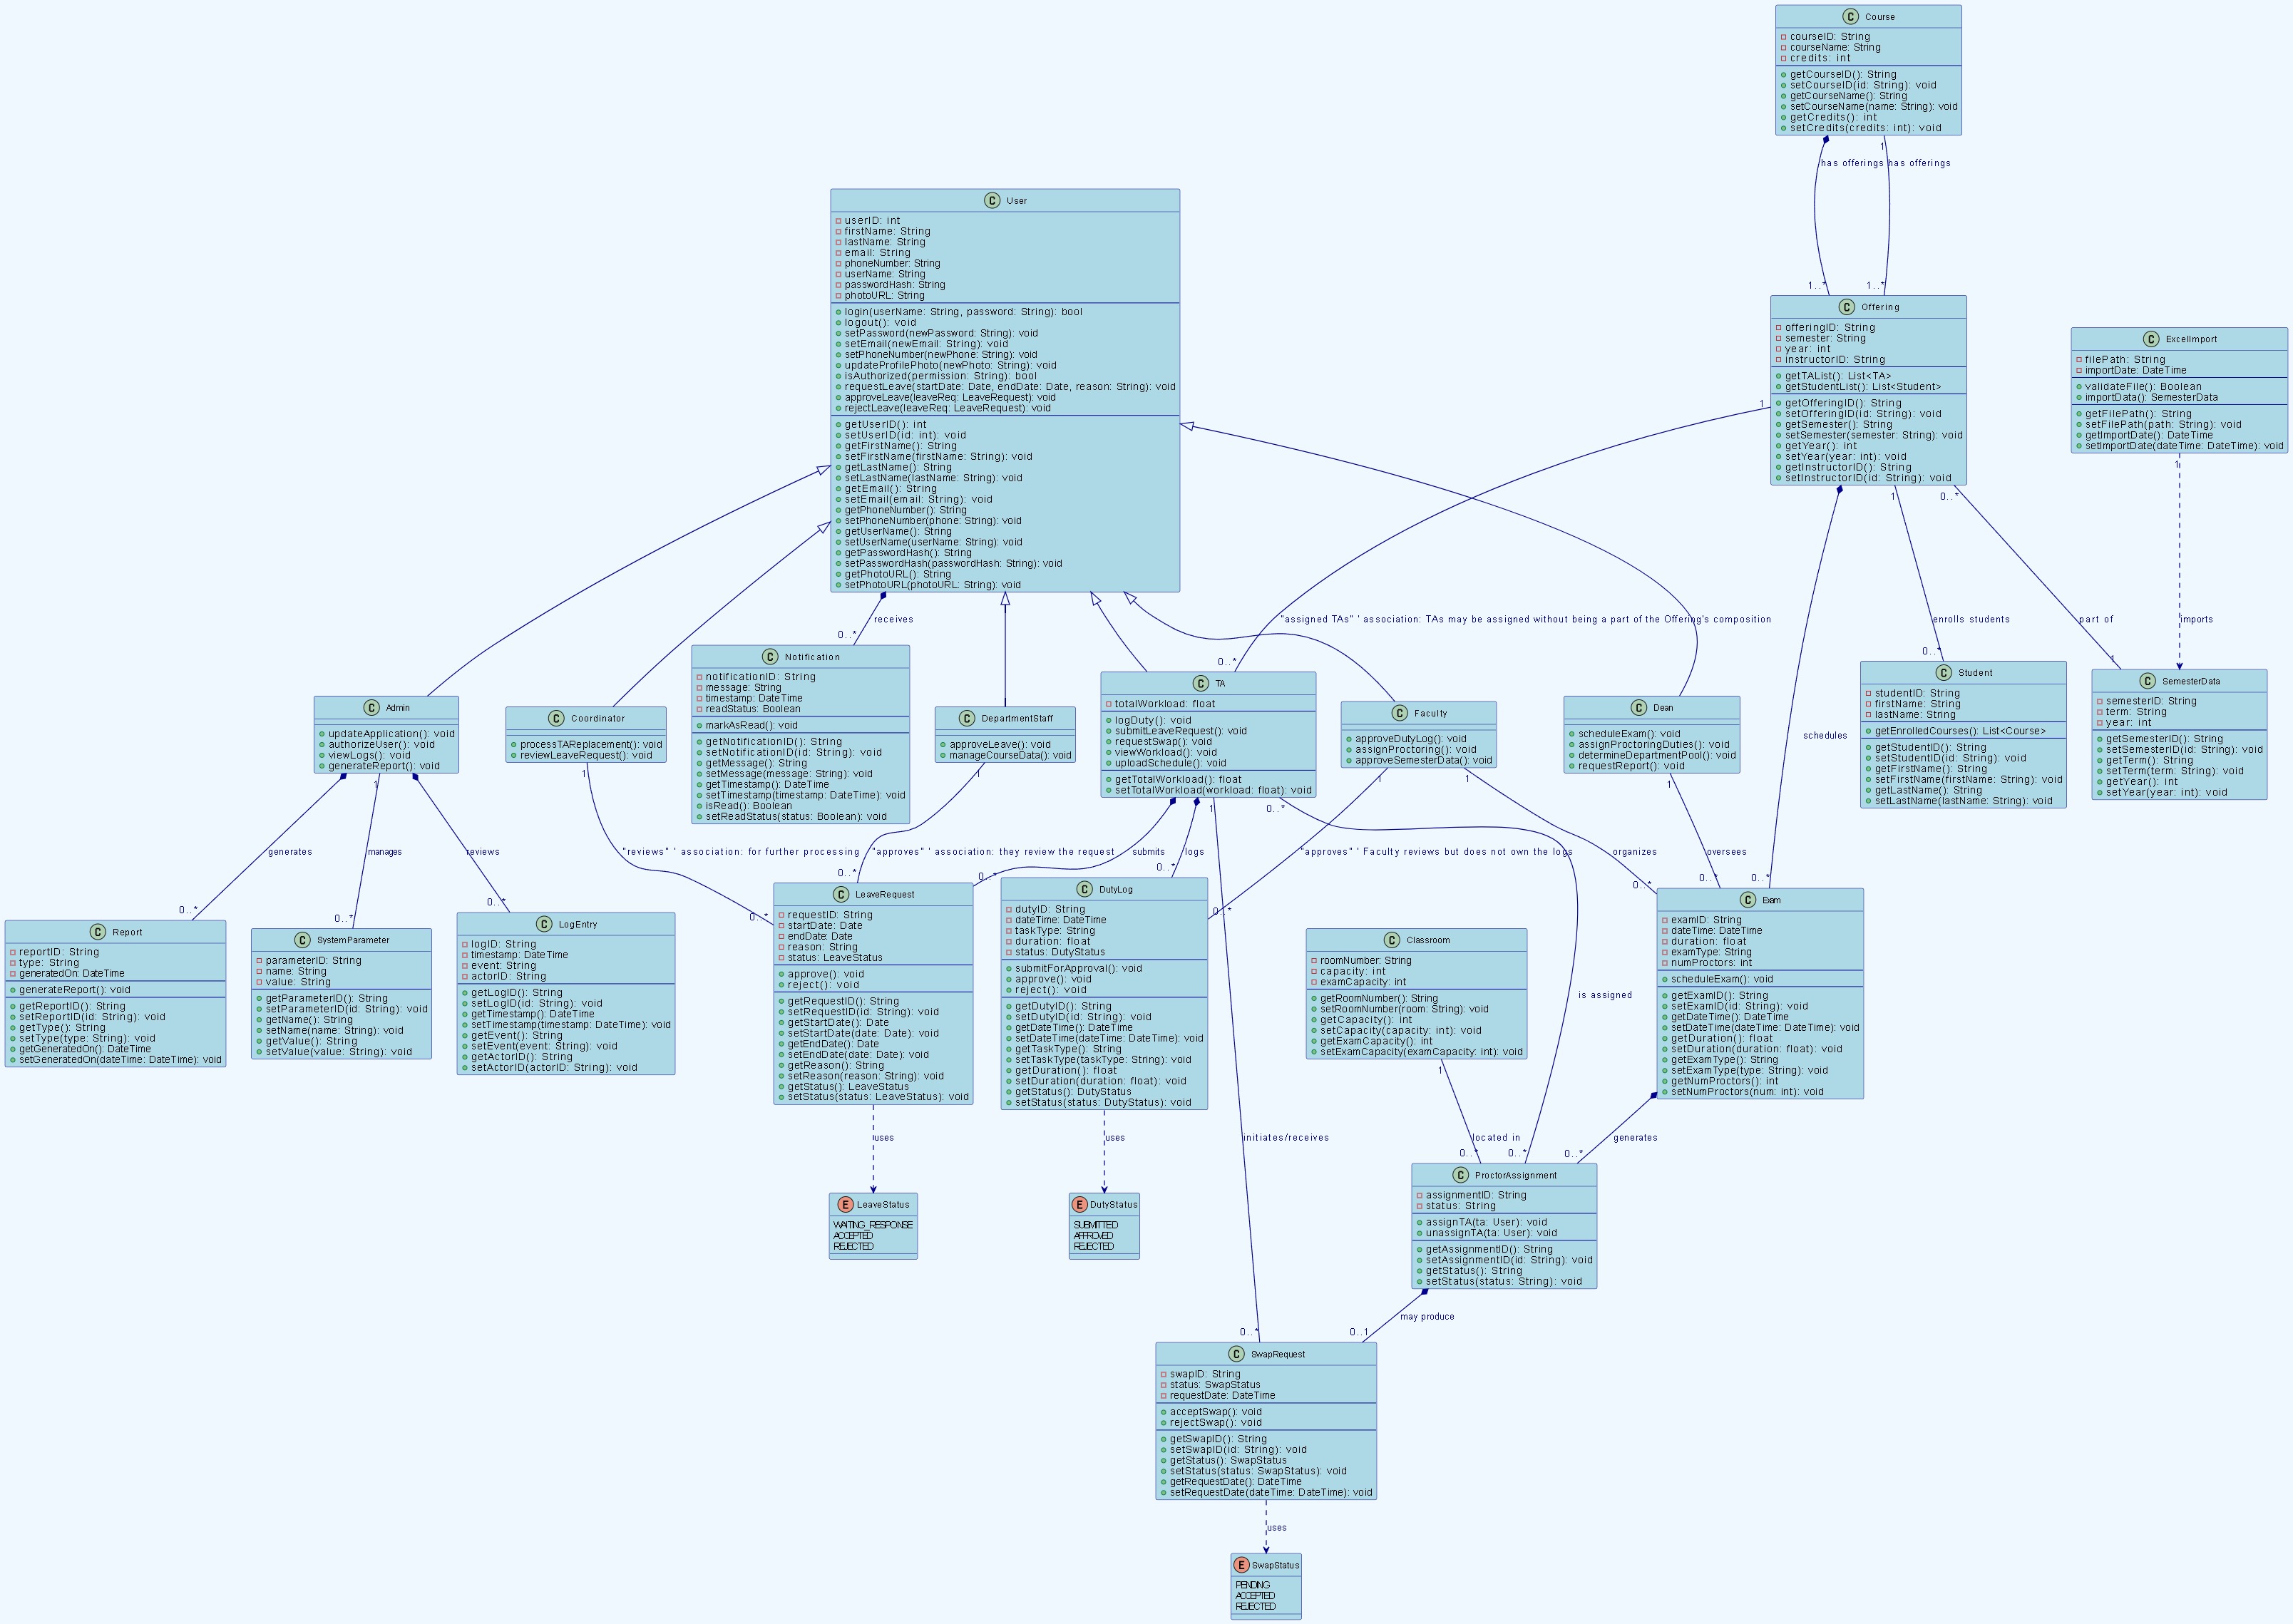 Course
courseID: String
courseName: String
credits: int
getCourseID(): String
setCourseID(id: String): void
getCourseName(): String
setCourseName(name: String): void
getCredits(): int
setCredits(credits: int): void
1
has offerings
has offerings
1..*
1..*
User
userID: int
firstName: String
lastName: String
email: String
phoneNumber: String
userName: String
passwordHash: String
photoURL: String
login(userName: String, password: String): bool
logout(): void
setPassword(newPassword: String): void
setEmail(newEmail: String): void
setPhoneNumber(newPhone: String): void
updateProfilePhoto(newPhoto: String): void
isAuthorized(permission: String): bool
requestLeave(startDate: Date, endDate: Date, reason: String): void
approveLeave(leaveReq: LeaveRequest): void
rejectLeave(leaveReq: LeaveRequest): void
getUserID(): int
setUserID(id: int): void
getFirstName(): String
setFirstName(firstName: String): void
getLastName(): String
setLastName(lastName: String): void
getEmail(): String
setEmail(email: String): void
getPhoneNumber(): String
setPhoneNumber(phone: String): void
getUserName(): String
setUserName(userName: String): void
getPasswordHash(): String
setPasswordHash(passwordHash: String): void
getPhotoURL(): String
setPhotoURL(photoURL: String): void
Offering
offeringID: String
semester: String
year: int
instructorID: String
getTAList(): List<TA>
getStudentList(): List<Student>
getOfferingID(): String
setOfferingID(id: String): void
getSemester(): String
setSemester(semester: String): void
getYear(): int
setYear(year: int): void
getInstructorID(): String
setInstructorID(id: String): void
1
1
0..*
ExcelImport
filePath: String
importDate: DateTime
validateFile(): Boolean
importData(): SemesterData
getFilePath(): String
setFilePath(path: String): void
getImportDate(): DateTime
setImportDate(dateTime: DateTime): void
1
receives
0..*
"assigned TAs" ' association: TAs may be assigned without being a part of the Offering's composition
0..*
enrolls students
0..*
part of
1
imports
Admin
updateApplication(): void
authorizeUser(): void
viewLogs(): void
generateReport(): void
1
Coordinator
processTAReplacement(): void
reviewLeaveRequest(): void
1
Notification
notificationID: String
message: String
timestamp: DateTime
readStatus: Boolean
markAsRead(): void
getNotificationID(): String
setNotificationID(id: String): void
getMessage(): String
setMessage(message: String): void
getTimestamp(): DateTime
setTimestamp(timestamp: DateTime): void
isRead(): Boolean
setReadStatus(status: Boolean): void
DepartmentStaff
approveLeave(): void
manageCourseData(): void
1
TA
totalWorkload: float
logDuty(): void
submitLeaveRequest(): void
requestSwap(): void
viewWorkload(): void
uploadSchedule(): void
getTotalWorkload(): float
setTotalWorkload(workload: float): void
1
0..*
Faculty
approveDutyLog(): void
assignProctoring(): void
approveSemesterData(): void
1
1
Dean
scheduleExam(): void
assignProctoringDuties(): void
determineDepartmentPool(): void
requestReport(): void
1
schedules
Student
studentID: String
firstName: String
lastName: String
getEnrolledCourses(): List<Course>
getStudentID(): String
setStudentID(id: String): void
getFirstName(): String
setFirstName(firstName: String): void
getLastName(): String
setLastName(lastName: String): void
SemesterData
semesterID: String
term: String
year: int
getSemesterID(): String
setSemesterID(id: String): void
getTerm(): String
setTerm(term: String): void
getYear(): int
setYear(year: int): void
generates
manages
reviews
"reviews" ' association: for further processing
"approves" ' association: they review the request
submits
logs
"approves" ' Faculty reviews but does not own the logs
organizes
oversees
0..*
0..*
0..*
0..*
0..*
0..*
0..*
0..*
0..*
0..*
0..*
Report
reportID: String
type: String
generatedOn: DateTime
generateReport(): void
getReportID(): String
setReportID(id: String): void
getType(): String
setType(type: String): void
getGeneratedOn(): DateTime
setGeneratedOn(dateTime: DateTime): void
SystemParameter
parameterID: String
name: String
value: String
getParameterID(): String
setParameterID(id: String): void
getName(): String
setName(name: String): void
getValue(): String
setValue(value: String): void
LogEntry
logID: String
timestamp: DateTime
event: String
actorID: String
getLogID(): String
setLogID(id: String): void
getTimestamp(): DateTime
setTimestamp(timestamp: DateTime): void
getEvent(): String
setEvent(event: String): void
getActorID(): String
setActorID(actorID: String): void
LeaveRequest
requestID: String
startDate: Date
endDate: Date
reason: String
status: LeaveStatus
approve(): void
reject(): void
getRequestID(): String
setRequestID(id: String): void
getStartDate(): Date
setStartDate(date: Date): void
getEndDate(): Date
setEndDate(date: Date): void
getReason(): String
setReason(reason: String): void
getStatus(): LeaveStatus
setStatus(status: LeaveStatus): void
DutyLog
dutyID: String
dateTime: DateTime
taskType: String
duration: float
status: DutyStatus
submitForApproval(): void
approve(): void
reject(): void
getDutyID(): String
setDutyID(id: String): void
getDateTime(): DateTime
setDateTime(dateTime: DateTime): void
getTaskType(): String
setTaskType(taskType: String): void
getDuration(): float
setDuration(duration: float): void
getStatus(): DutyStatus
setStatus(status: DutyStatus): void
Classroom
roomNumber: String
capacity: int
examCapacity: int
getRoomNumber(): String
setRoomNumber(room: String): void
getCapacity(): int
setCapacity(capacity: int): void
getExamCapacity(): int
setExamCapacity(examCapacity: int): void
1
is assigned
Exam
examID: String
dateTime: DateTime
duration: float
examType: String
numProctors: int
scheduleExam(): void
getExamID(): String
setExamID(id: String): void
getDateTime(): DateTime
setDateTime(dateTime: DateTime): void
getDuration(): float
setDuration(duration: float): void
getExamType(): String
setExamType(type: String): void
getNumProctors(): int
setNumProctors(num: int): void
uses
uses
initiates/receives
located in
generates
0..*
0..*
0..*
LeaveStatus
WAITING_RESPONSE
ACCEPTED
REJECTED
DutyStatus
SUBMITTED
APPROVED
REJECTED
ProctorAssignment
assignmentID: String
status: String
assignTA(ta: User): void
unassignTA(ta: User): void
getAssignmentID(): String
setAssignmentID(id: String): void
getStatus(): String
setStatus(status: String): void
may produce
0..*
0..1
SwapRequest
swapID: String
status: SwapStatus
requestDate: DateTime
acceptSwap(): void
rejectSwap(): void
getSwapID(): String
setSwapID(id: String): void
getStatus(): SwapStatus
setStatus(status: SwapStatus): void
getRequestDate(): DateTime
setRequestDate(dateTime: DateTime): void
uses
SwapStatus
PENDING
ACCEPTED
REJECTED